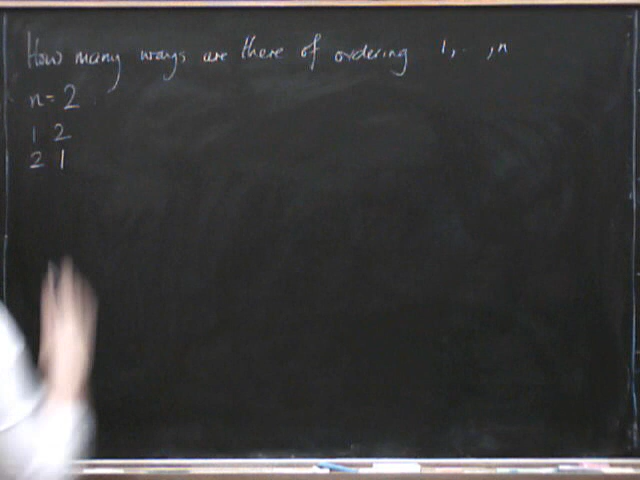 How many ways are there of ordering 1, . . , n
n = 2
1 2
2 1